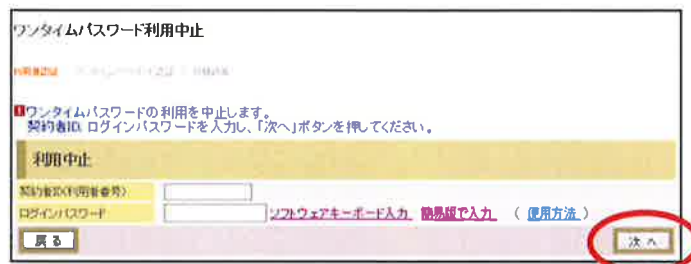 ワンタイムパスワード利用中止
利用者認証
ワンタイムパスワードの利用を中止します。
契約者ID、ログインパスワードを入力し、「次へ」ボタンを押してください。
利用中止
契約者ID(利用者番号)
ログインパスワード ソフトウェアキーボード入力 簡易版で入力 ( 使用方法 )
戻る 次へ